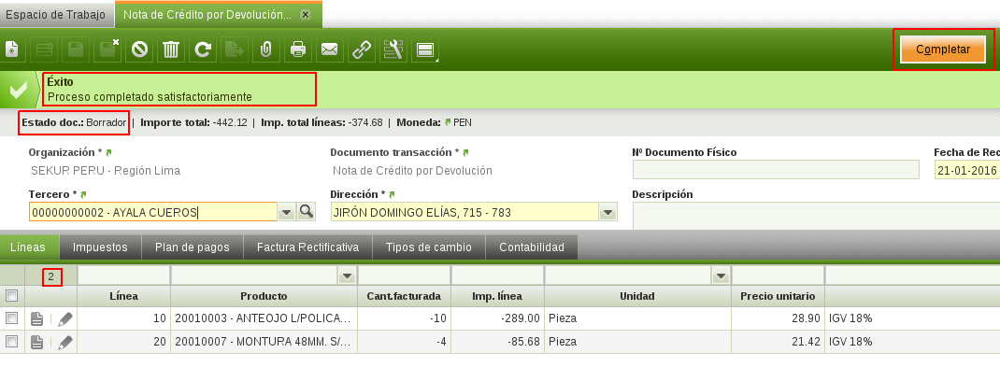 Espacio de Trabajo Nota de Crédito por Devolución... x
Completar
Éxito
Proceso completado satisfactoriamente
Estado doc.: Borrador | Importe total: -442.12 | Imp. total líneas: -374.68 | Moneda: PEN
Organización * Documento transacción * Nº Documento Físico Fecha de Rec
SEKUR PERU - Región Lima Nota de Crédito por Devolución 21-01-2016
Tercero * Dirección * Descripción
00000000002 - AYALA CUEROS JIRÓN DOMINGO ELÍAS, 715 - 783
Líneas Impuestos Plan de pagos Factura Rectificativa Tipos de cambio Contabilidad
2
Línea Producto Cant.facturada Imp. línea Unidad Precio unitario
10 20010003 - ANTEOJO L/POLICA... -10 -289.00 Pieza 28.90 IGV 18%
20 20010007 - MONTURA 48MM. S/... -4 -85.68 Pieza 21.42 IGV 18%